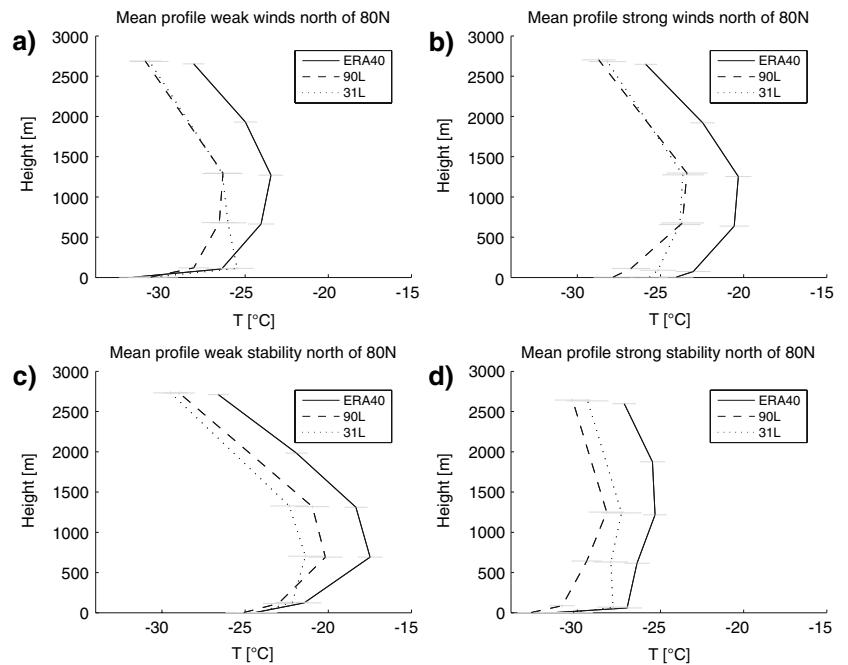 a)
Mean profile weak winds north of 80N
3000
2500
2000
1500
1000
500
0
Height [m]
ERA40
90L
31L
-30
-25
-20
-15
T [°C]
b)
Mean profile strong winds north of 80N
3000
2500
2000
1500
1000
500
0
Height [m]
ERA40
90L
31L
-30
-25
-20
-15
T [°C]
c)
Mean profile weak stability north of 80N
3000
2500
2000
1500
1000
500
0
Height [m]
ERA40
90L
31L
-30
-25
-20
-15
T [°C]
d)
Mean profile strong stability north of 80N
3000
2500
2000
1500
1000
500
0
Height [m]
ERA40
90L
31L
-30
-25
-20
-15
T [°C]